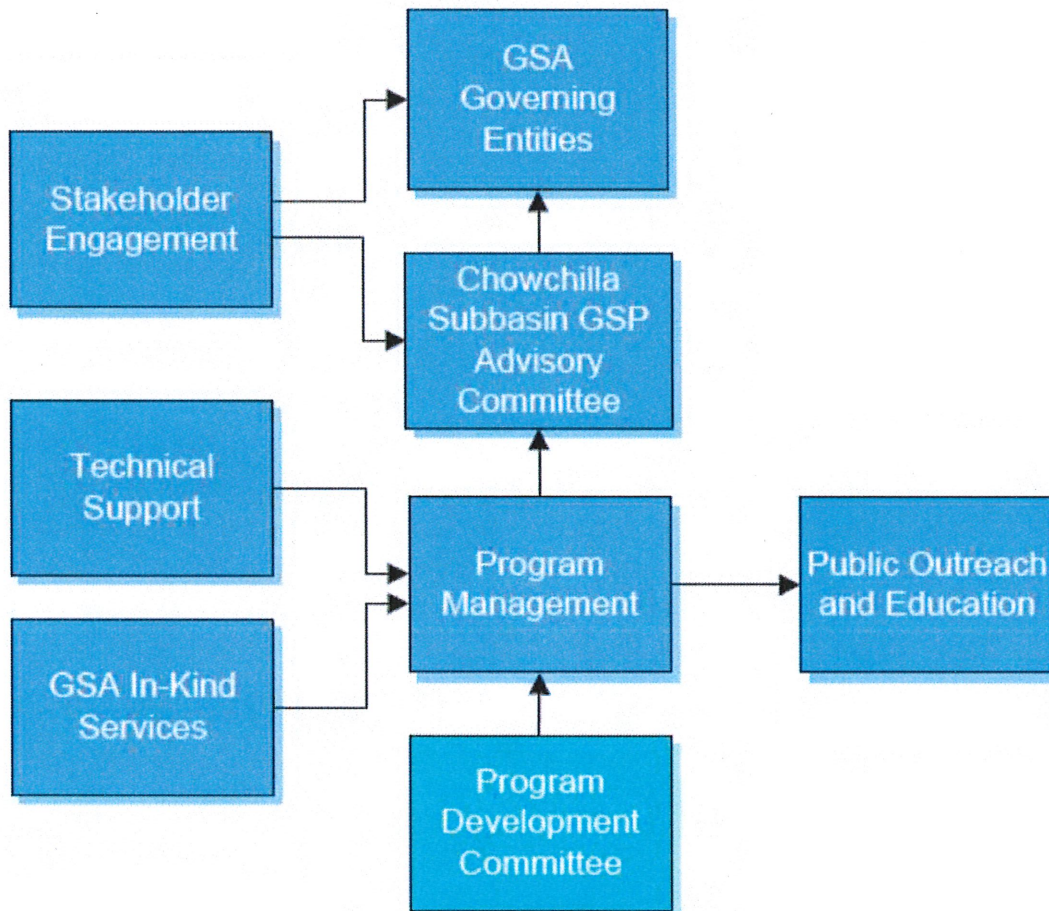 GSA
Governing
Entities
Stakeholder
Engagement
Chowchilla
Subbasin GSP
Advisory
Committee
Technical
Support
Program
Management
Public Outreach
and Education
GSA In-Kind
Services
Program
Development
Committee